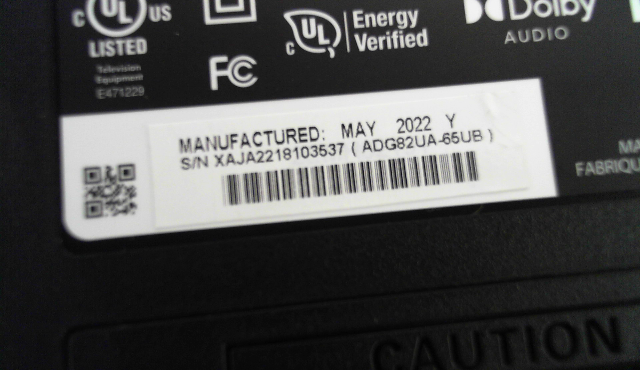 c UL US
LISTED
Television
Equipment
E471229
FC
c UL
Energy
Verified
Dolby
AUDIO
MANUFACTURED: MAY 2022 Y
S/N XAJA2218103537 ( ADG82UA-65UB )
MA
FABRIQU
CAUTION